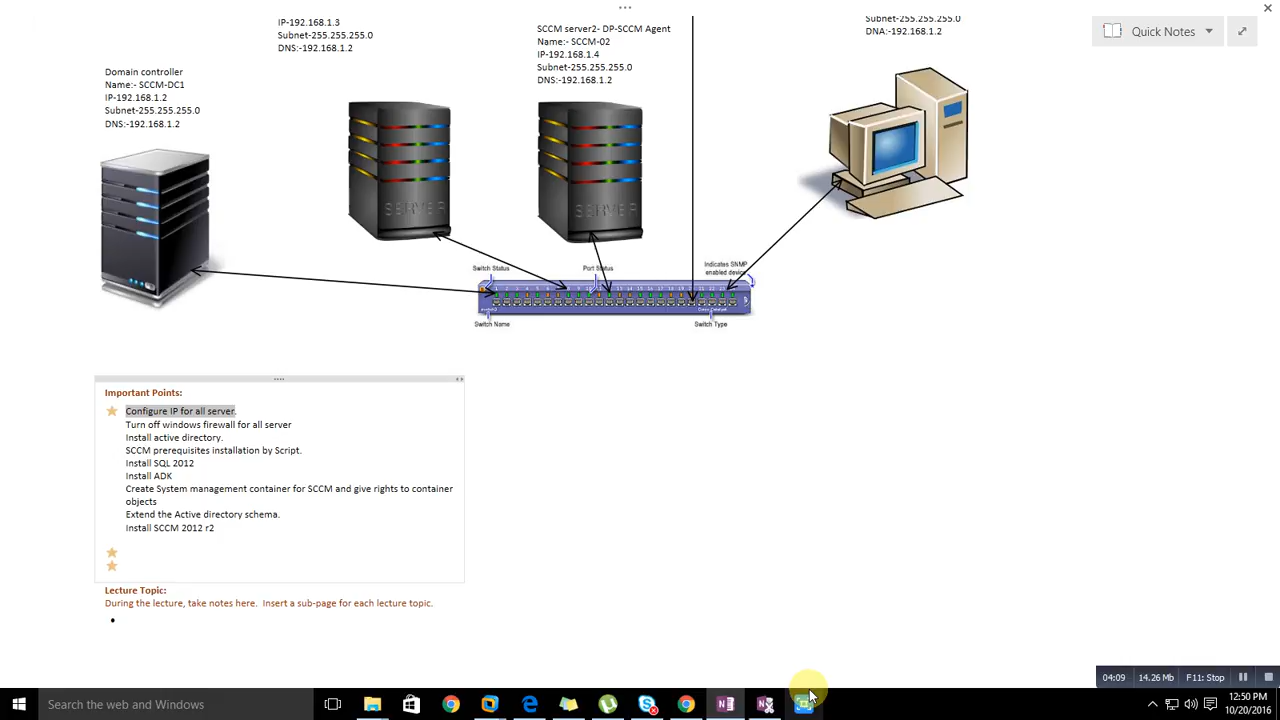 IP-192.168.1.3
Subnet-255.255.255.0
DNS:-192.168.1.2
SCCM server2- DP-SCCM Agent
Name:- SCCM-02
IP-192.168.1.4
Subnet-255.255.255.0
DNS:-192.168.1.2
Subnet-255.255.255.0
DNA:-192.168.1.2
Quick Notes
Domain controller
Name:- SCCM-DC1
IP-192.168.1.2
Subnet-255.255.255.0
DNS:-192.168.1.2
SERVER
SERVER
Switch Status
Port Status
Indicates SNMP
enabled device
Switch Name
Switch Type
Important Points:
Configure IP for all server.
Turn off windows firewall for all server
Install active directory.
SCCM prerequisites installation by Script.
Install SQL 2012
Install ADK
Create System management container for SCCM and give rights to container
objects
Extend the Active directory schema.
Install SCCM 2012 r2
Lecture Topic:
During the lecture, take notes here. Insert a sub-page for each lecture topic.
04:09
14.26 Mb
F11: Stop
Search the web and Windows
12:50 PM
10/20/2016